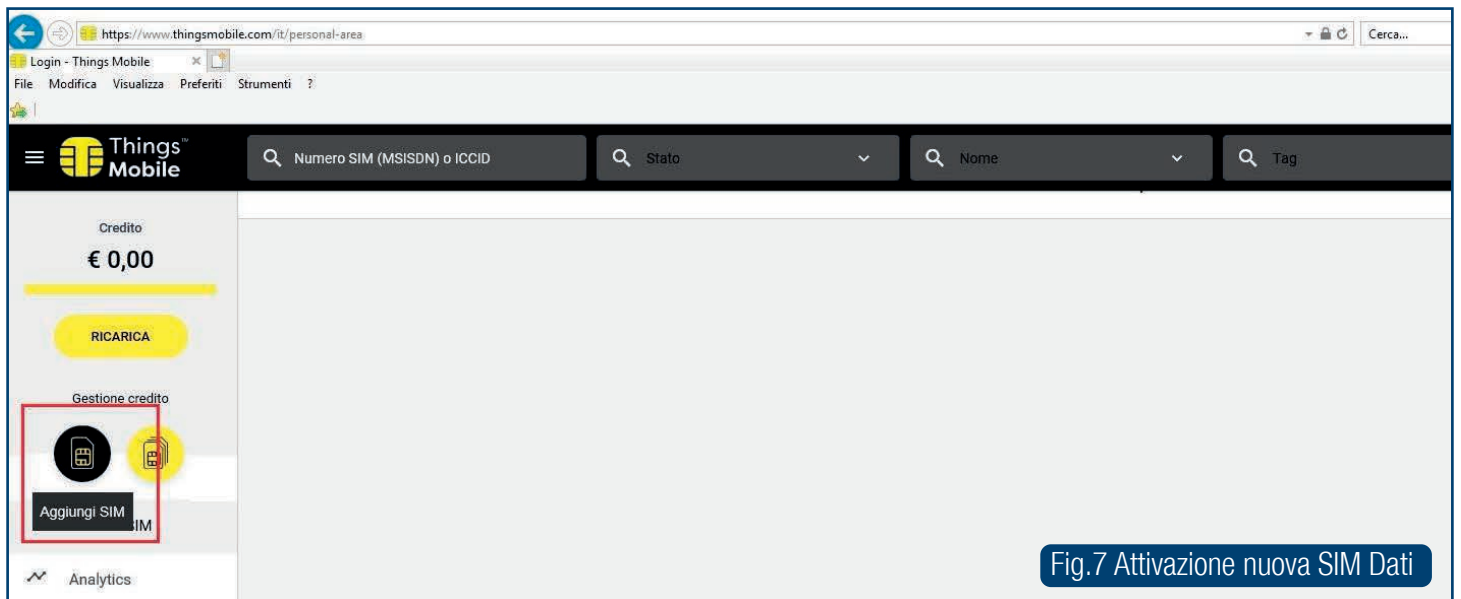 https://www.thingsmobile.com/it/personal-area
Cerca...
Login - Things Mobile
File Modifica Visualizza Preferiti Strumenti ?
Things™
Mobile
Numero SIM (MSISDN) o ICCID
Stato
Nome
Tag
Credito
€ 0,00
RICARICA
Gestione credito
Aggiungi SIM
IM
Analytics
Fig.7 Attivazione nuova SIM Dati